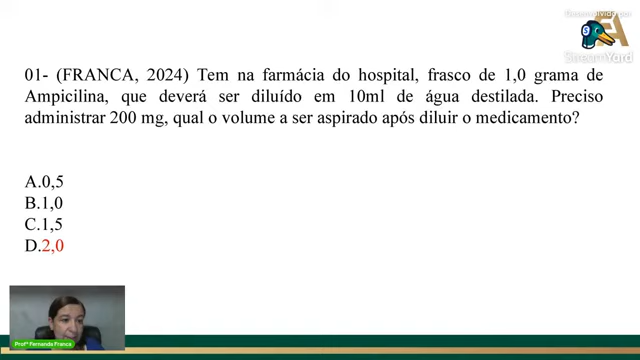 01- (FRANCA, 2024) Tem na farmácia do hospital, frasco de 1,0 grama de
Ampicilina, que deverá ser diluído em 10ml de água destilada. Preciso
administrar 200 mg, qual o volume a ser aspirado após diluir o medicamento?
A.0,5
B.1,0
C.1,5
D.2,0
StreamYard
Profª Fernanda Franca